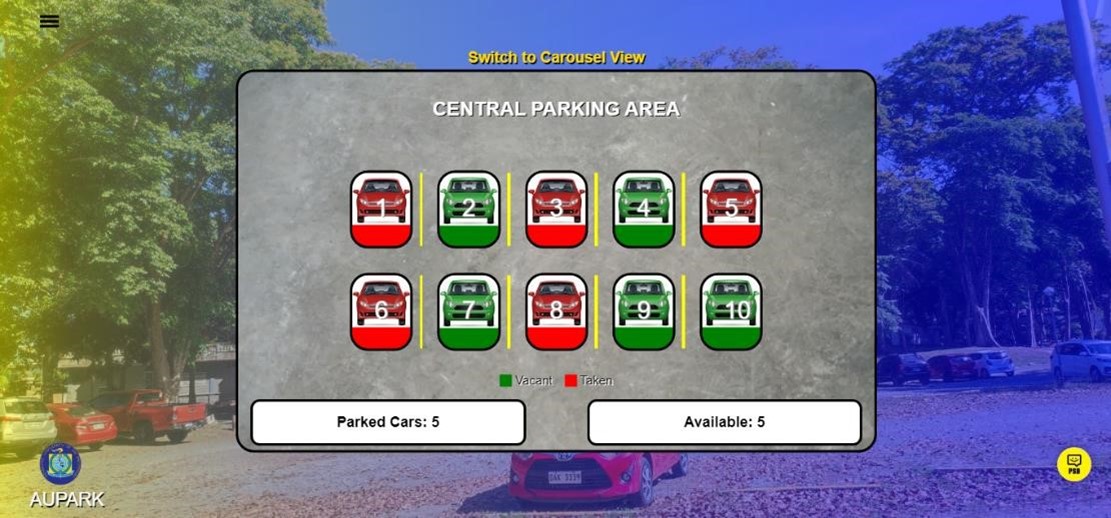 Switch to Carousel View
CENTRAL PARKING AREA
1 2 3 4 5
6 7 8 9 10
Vacant Taken
Parked Cars: 5 Available: 5
AUPARK